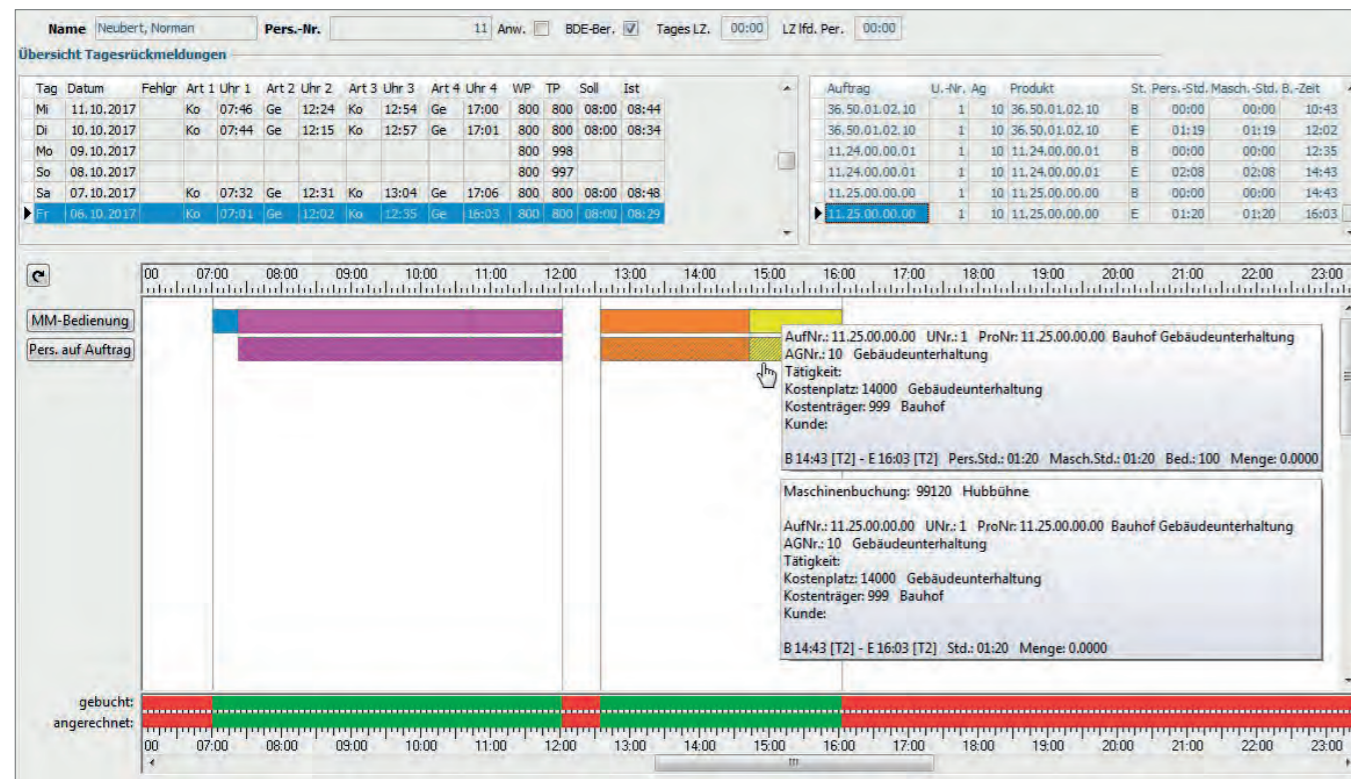 Name Neubert, Norman Pers.-Nr. 11 Anw. BDE-Ber. Tages LZ. 00:00 LZ lfd. Per. 00:00
Übersicht Tagesrückmeldungen
Tag Datum Fehlgr Art 1 Uhr 1 Art 2 Uhr 2 Art 3 Uhr 3 Art 4 Uhr 4 WP TP Soll Ist
Mi 11.10.2017 Ko 07:46 Ge 12:24 Ko 12:54 Ge 17:00 800 800 08:00 08:44
Di 10.10.2017 Ko 07:44 Ge 12:15 Ko 12:57 Ge 17:01 800 800 08:00 08:34
Mo 09.10.2017 800 998
So 08.10.2017 800 997
Sa 07.10.2017 Ko 07:32 Ge 12:31 Ko 13:04 Ge 17:06 800 800 08:00 08:48
Fr 06.10.2017 Ko 07:01 Ge 12:02 Ko 12:35 Ge 16:03 800 800 08:00 08:29
Auftrag U.-Nr. Ag Produkt St. Pers.-Std. Masch.-Std. B.-Zeit
36.50.01.02.10 1 10 36.50.01.02.10 B 00:00 00:00 10:43
36.50.01.02.10 1 10 36.50.01.02.10 E 01:19 01:19 12:02
11.24.00.00.01 1 10 11.24.00.00.01 B 00:00 00:00 12:35
11.24.00.00.01 1 10 11.24.00.00.01 E 02:08 02:08 14:43
11.25.00.00.00 1 10 11.25.00.00.00 B 00:00 00:00 14:43
11.25.00.00.00 1 10 11.25.00.00.00 E 01:20 01:20 16:03
00 07:00 08:00 09:00 10:00 11:00 12:00 13:00 14:00 15:00 16:00 17:00 18:00 19:00 20:00 21:00 22:00 23:00
MM-Bedienung
Pers. auf Auftrag
AufNr.: 11.25.00.00.00 UNr.: 1 ProNr: 11.25.00.00.00 Bauhof Gebäudeunterhaltung
AGNr.: 10 Gebäudeunterhaltung
Tätigkeit:
Kostenplatz: 14000 Gebäudeunterhaltung
Kostenträger: 999 Bauhof
Kunde:
B 14:43 [T2] - E 16:03 [T2] Pers.Std.: 01:20 Masch.Std.: 01:20 Bed.: 100 Menge: 0.0000
Maschinenbuchung: 99120 Hubbühne
AufNr.: 11.25.00.00.00 UNr.: 1 ProNr: 11.25.00.00.00 Bauhof Gebäudeunterhaltung
AGNr.: 10 Gebäudeunterhaltung
Tätigkeit:
Kostenplatz: 14000 Gebäudeunterhaltung
Kostenträger: 999 Bauhof
Kunde:
B 14:43 [T2] - E 16:03 [T2] Std.: 01:20 Menge: 0.0000
gebucht:
angerechnet:
00 07:00 08:00 09:00 10:00 11:00 12:00 13:00 14:00 15:00 16:00 17:00 18:00 19:00 20:00 21:00 22:00 23:00